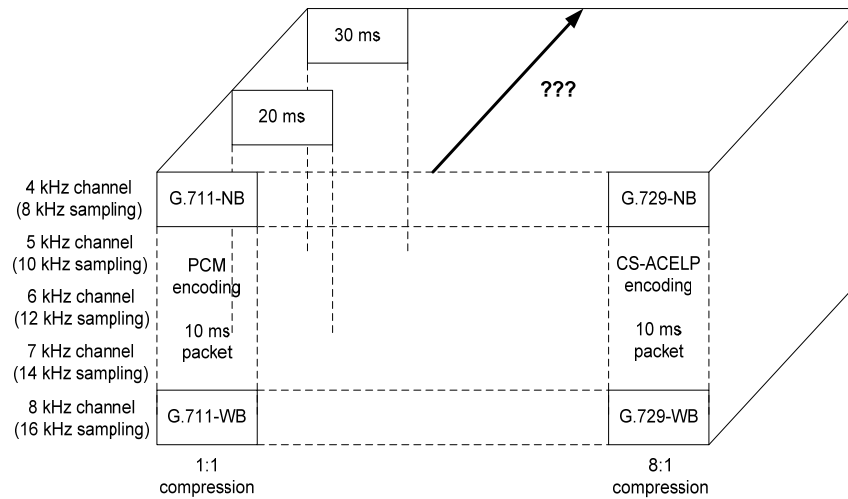 30 ms
???
20 ms
4 kHz channel
(8 kHz sampling)
G.711-NB
G.729-NB
5 kHz channel
(10 kHz sampling)
PCM
encoding
CS-ACELP
encoding
6 kHz channel
(12 kHz sampling)
10 ms
packet
10 ms
packet
7 kHz channel
(14 kHz sampling)
8 kHz channel
(16 kHz sampling)
G.711-WB
G.729-WB
1:1
compression
8:1
compression